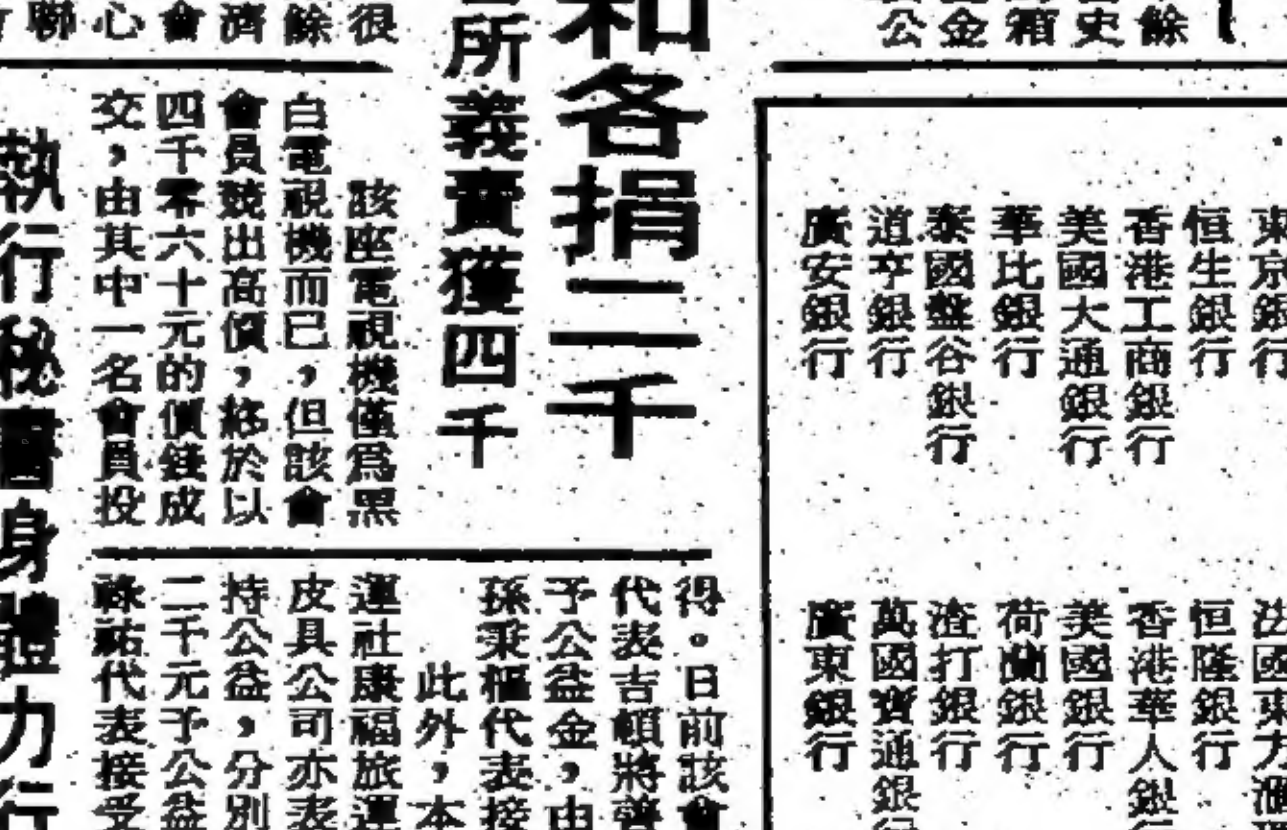 餘
史
箱
金
公
東京銀
恒生銀行
香港工商銀行
美國大通銀行
華比銀行
泰國盤谷銀行
道亨銀行
廣安銀行
法國東方滙
恒隆銀行
香港華人銀行
美國銀行
荷蘭銀行
渣打銀行
萬國寶通銀行
廣東銀行
和各捐二千
所義賣獲四千
很
餘
濟
會
心
聯
該座電視機僅爲黑
白電視機而已，但該會
會員競出高價，終於以
四千零六十元的價錢成
交，由其中一名會員投
得。日前該會
代表吉頓將善
予公益金，由
孫秉樞代表接
此外，本
運社康福旅運
皮具公司亦表
持公益，分別
二千元予公益
祿祐代表接受
執行秘書身體力行